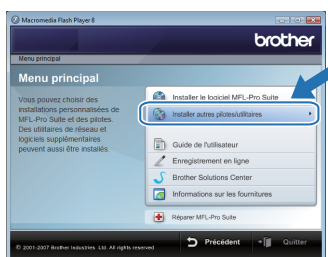 Macromedia Flash Player 8
brother
Menu principal
Menu principal
Vous pouvez choisir des
installations personnalisées de
MFL-Pro Suite et des pilotes.
Des utilitaires de réseau et
logiciels supplémentaires
peuvent aussi être installés.
Installer le logiciel MFL-Pro Suite
Installer autres pilotes/utilitaires
Guide de l'utilisateur
Enregistrement en ligne
Brother Solutions Center
Informations sur les fournitures
Réparer MFL-Pro Suite
© 2001-2007 Brother Industries Ltd. All rights reserved
Précédent
Quitter